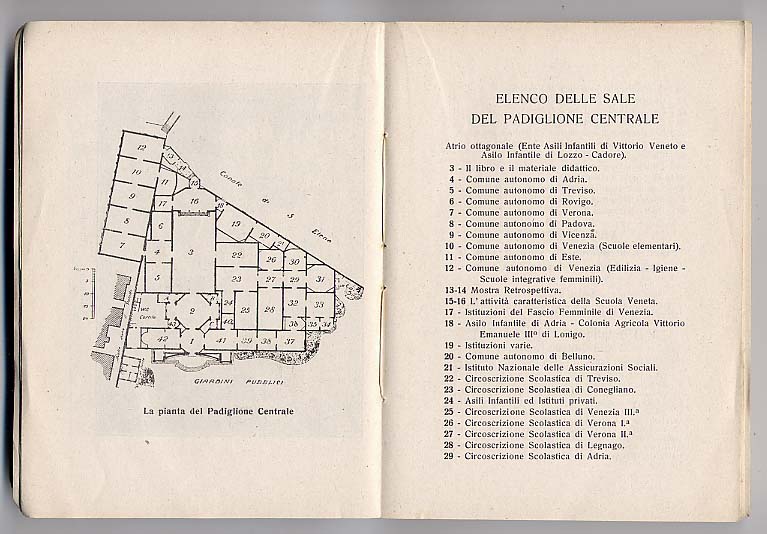 12
13
14
15
10
11
17
16
18
9
6
19
8
20
21
7
4
3
22
26
30
5
23
27
29
31
2
24
25
28
32
33
40
43
38
35
34
42
1
41
39
38
37
Canale di S. Elena
GIARDINI PUBBLICI
La pianta del Padiglione Centrale
ELENCO DELLE SALE
DEL PADIGLIONE CENTRALE
Atrio ottagonale (Ente Asili Infantili di Vittorio Veneto e
Asilo Infantile di Lozzo - Cadore).
3 - Il libro e il materiale didattico.
4 - Comune autonomo di Adria.
5 - Comune autonomo di Treviso.
6 - Comune autonomo di Rovigo.
7 - Comune autonomo di Verona.
8 - Comune autonomo di Padova.
9 - Comune autonomo di Vicenza.
10 - Comune autonomo di Venezia (Scuole elementari).
11 - Comune autonomo di Este.
12 - Comune autonomo di Venezia (Edilizia - Igiene -
Scuole integrative femminili).
13-14 Mostra Retrospettiva.
15-16 L'attività caratteristica della Scuola Veneta.
17 - Istituzioni del Fascio Femminile di Venezia.
18 - Asilo Infantile di Adria - Colonia Agricola Vittorio
Emanuele IIIº di Lonigo.
19 - Istituzioni varie.
20 - Comune autonomo di Belluno.
21 - Istituto Nazionale delle Assicurazioni Sociali.
22 - Circoscrizione Scolastica di Treviso.
23 - Circoscrizione Scolastica di Conegliano.
24 - Asili Infantili ed Istituti privati.
25 - Circoscrizione Scolastica di Venezia III.ª
26 - Circoscrizione Scolastica di Verona I.ª
27 - Circoscrizione Scolastica di Verona II.ª
28 - Circoscrizione Scolastica di Legnago.
29 - Circoscrizione Scolastica di Adria.